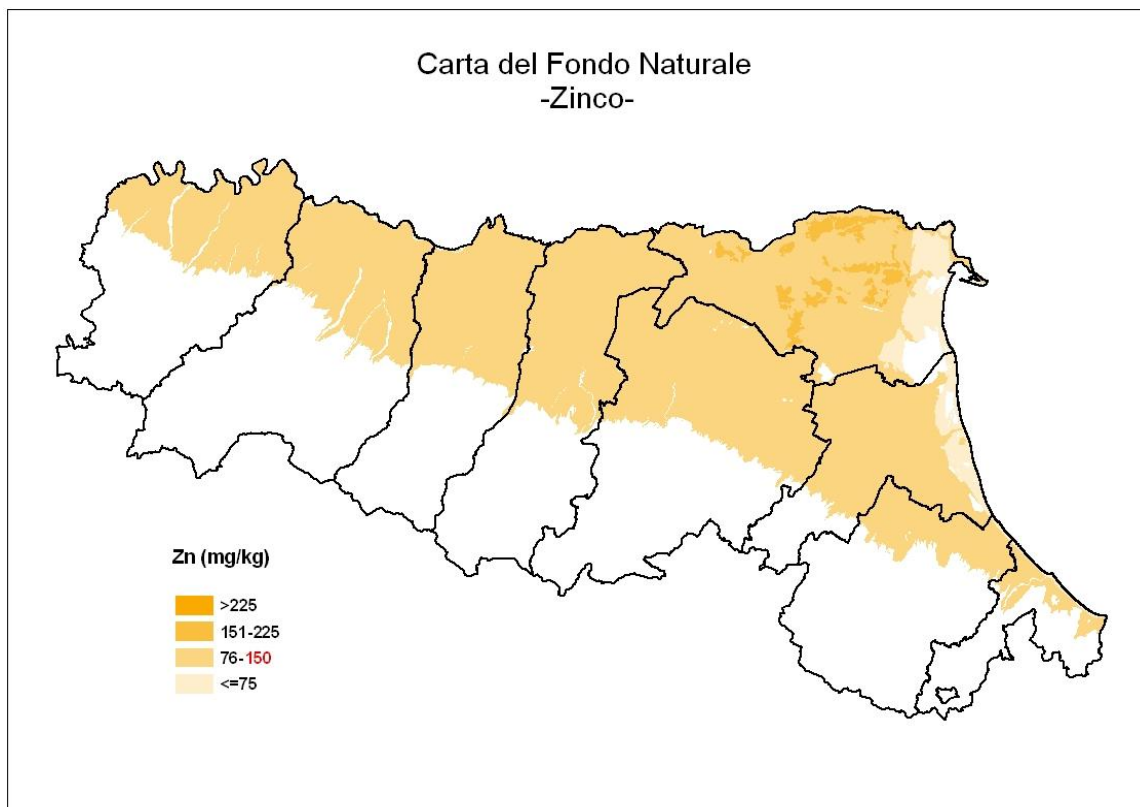 Carta del Fondo Naturale
-Zinco-
Zn (mg/kg)
>225
151-225
76-150
<=75